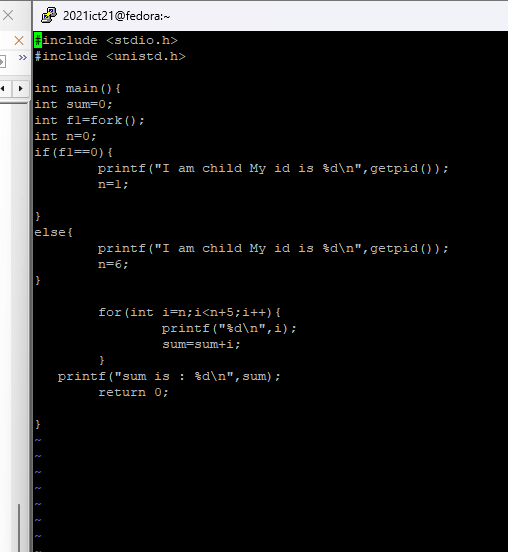 2021ict21@fedora:~
#include <stdio.h>
#include <unistd.h>
int main(){
int sum=0;
int f1=fork();
int n=0;
if(f1==0){
printf("I am child My id is %d\n",getpid());
n=1;
}
else{
printf("I am child My id is %d\n",getpid());
n=6;
}
for(int i=n;i<n+5;i++){
printf("%d\n",i);
sum=sum+i;
}
printf("sum is : %d\n",sum);
return 0;
}
~
~
~
~
~
~
~
~